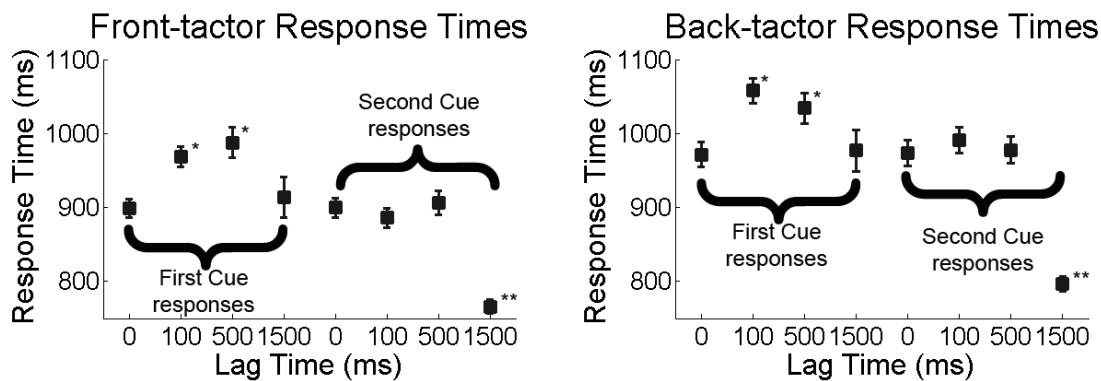 Front-tactor Response Times
Response Time (ms)
1100
1000
900
800
*
*
**
Second Cue
responses
First Cue
responses
0 100 500 1500 0 100 500 1500
Lag Time (ms)
Back-tactor Response Times
Response Time (ms)
1100
1000
900
800
*
*
**
First Cue
responses
Second Cue
responses
0 100 500 1500 0 100 500 1500
Lag Time (ms)